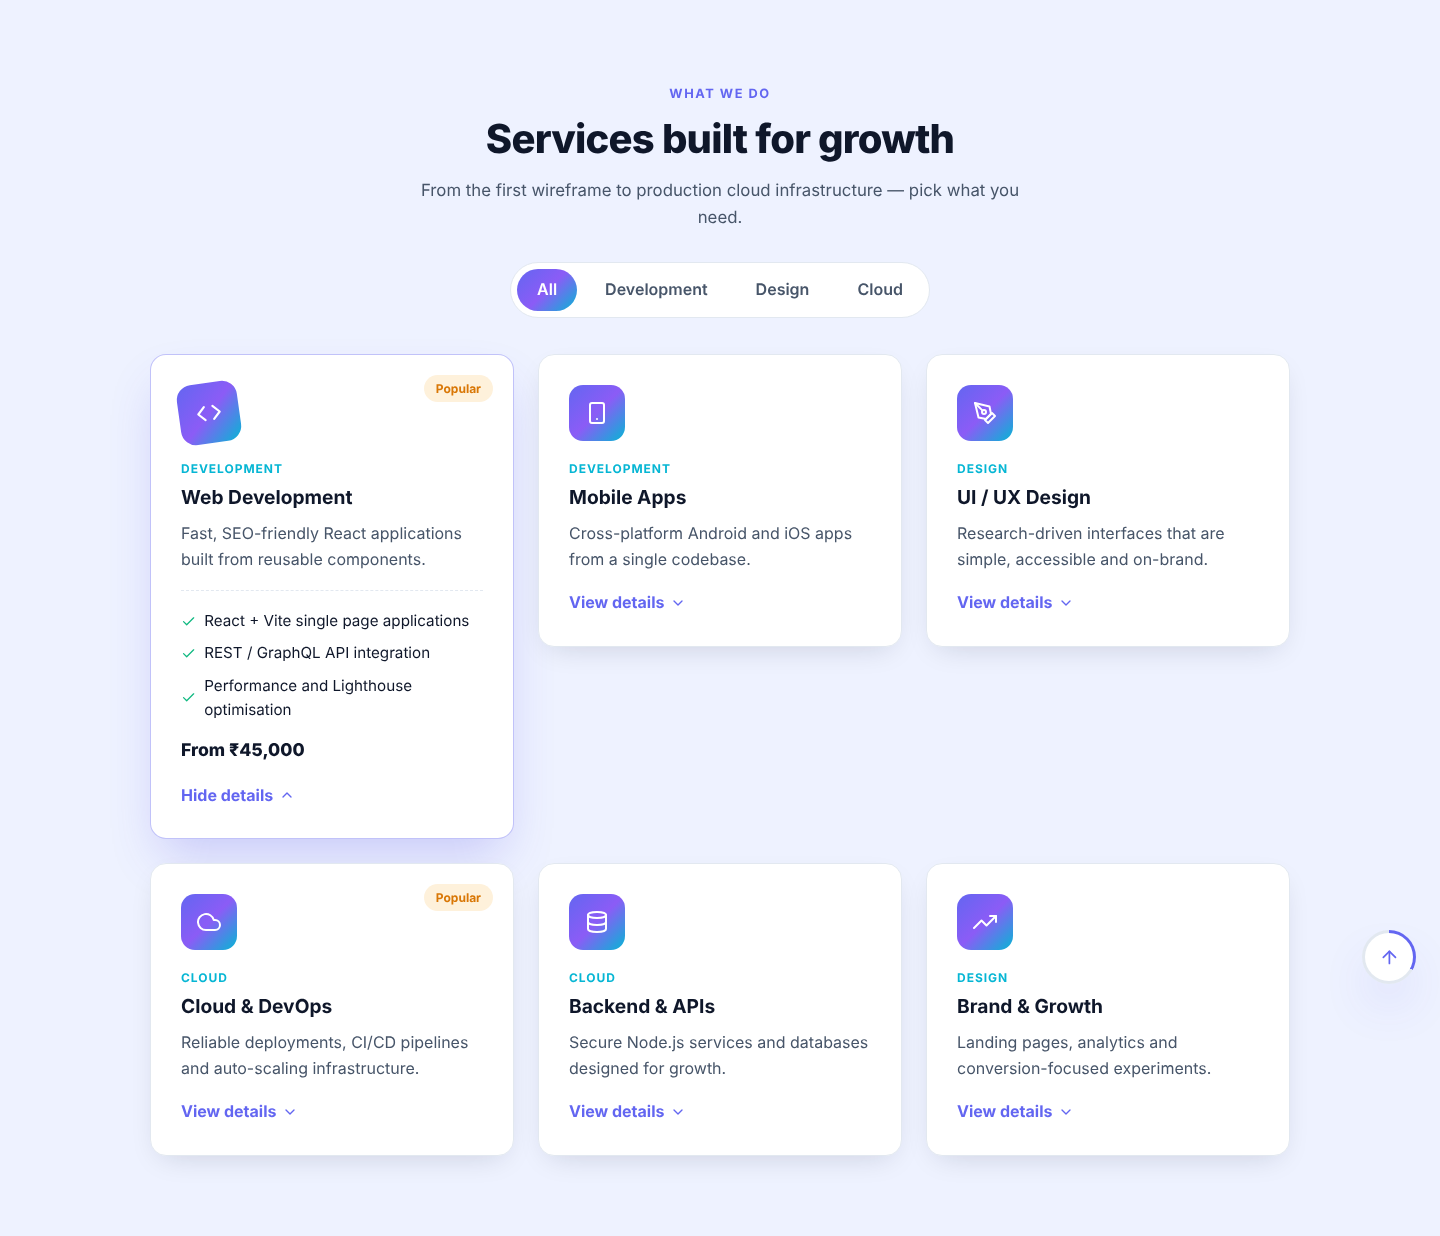 WHAT WE DO
Services built for growth
From the first wireframe to production cloud infrastructure — pick what you
need.
All
Development
Design
Cloud
Popular
DEVELOPMENT
Web Development
Fast, SEO-friendly React applications
built from reusable components.
React + Vite single page applications
REST / GraphQL API integration
Performance and Lighthouse
optimisation
From ₹45,000
Hide details
DEVELOPMENT
Mobile Apps
Cross-platform Android and iOS apps
from a single codebase.
View details
DESIGN
UI / UX Design
Research-driven interfaces that are
simple, accessible and on-brand.
View details
Popular
CLOUD
Cloud & DevOps
Reliable deployments, CI/CD pipelines
and auto-scaling infrastructure.
View details
CLOUD
Backend & APIs
Secure Node.js services and databases
designed for growth.
View details
DESIGN
Brand & Growth
Landing pages, analytics and
conversion-focused experiments.
View details